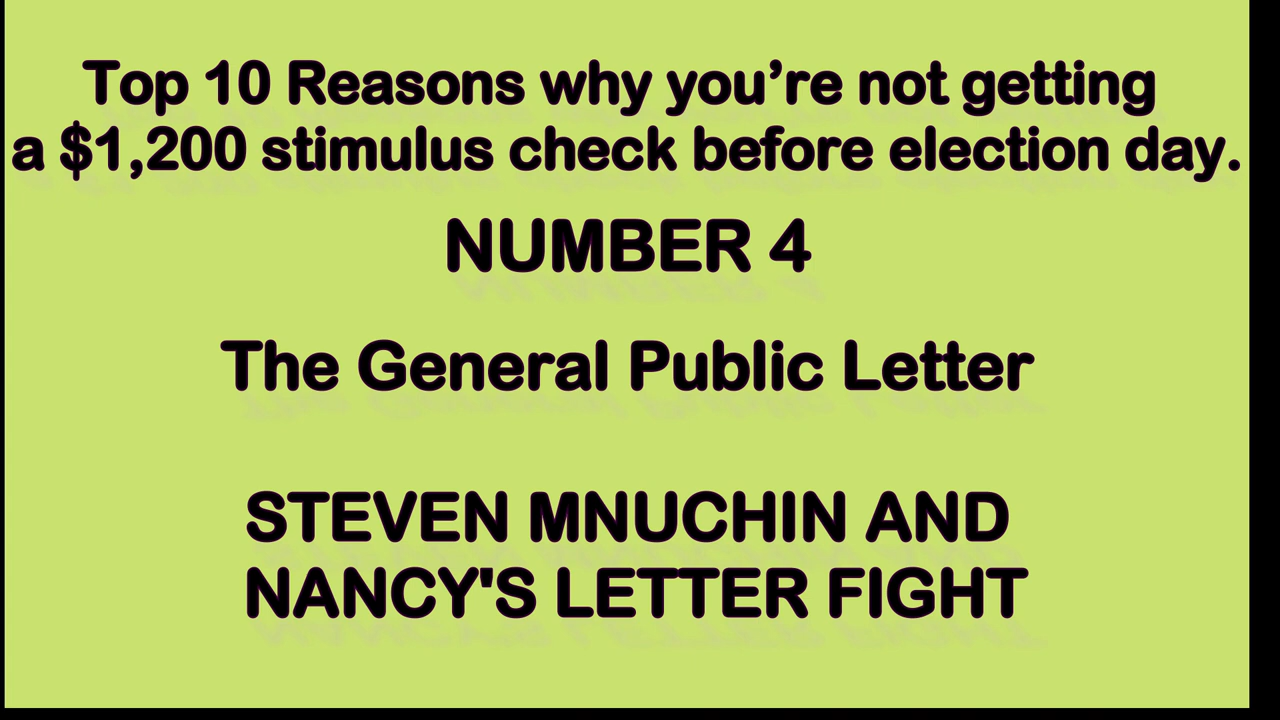 Top 10 Reasons why you’re not getting
a $1,200 stimulus check before election day.
NUMBER 4
The General Public Letter
STEVEN MNUCHIN AND
NANCY'S LETTER FIGHT